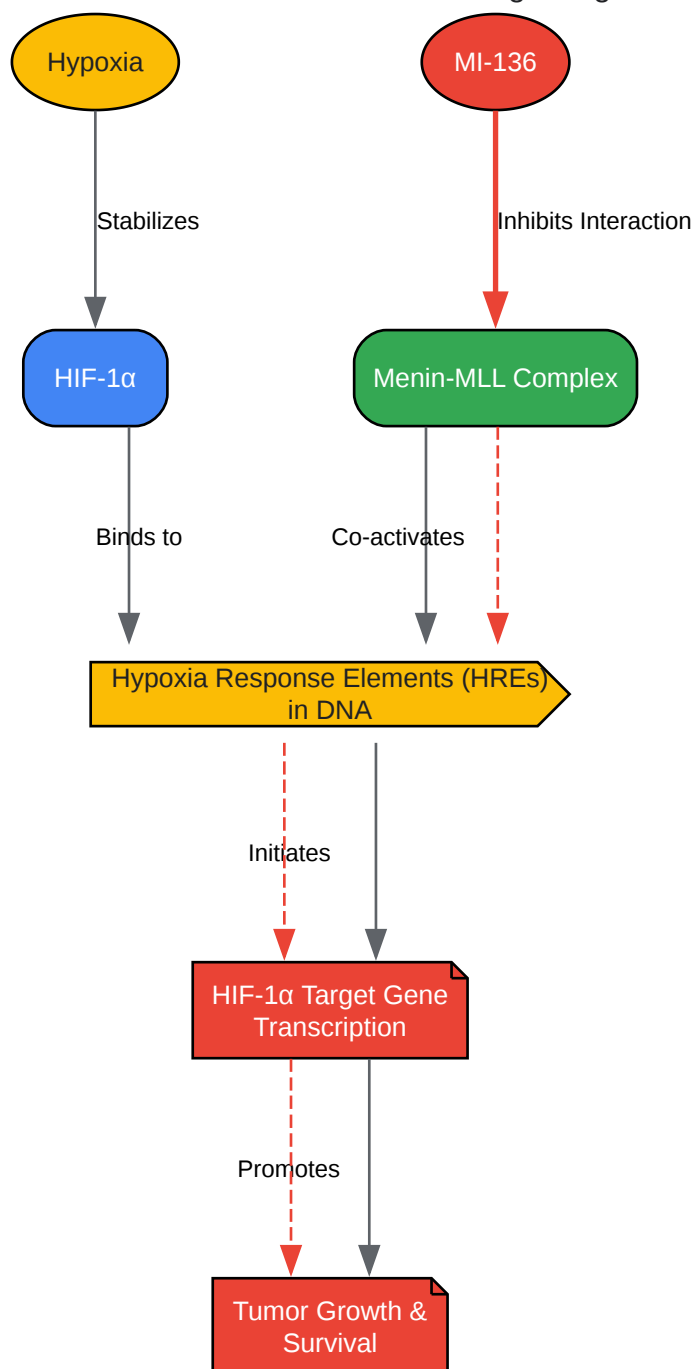 Hypoxia
MI-136
Stabilizes
Inhibits Interaction
HIF-1α
Menin-MLL Complex
Binds to
Co-activates
Hypoxia Response Elements (HREs)
in DNA
Initiates
HIF-1α Target Gene
Transcription
Promotes
Tumor Growth &
Survival